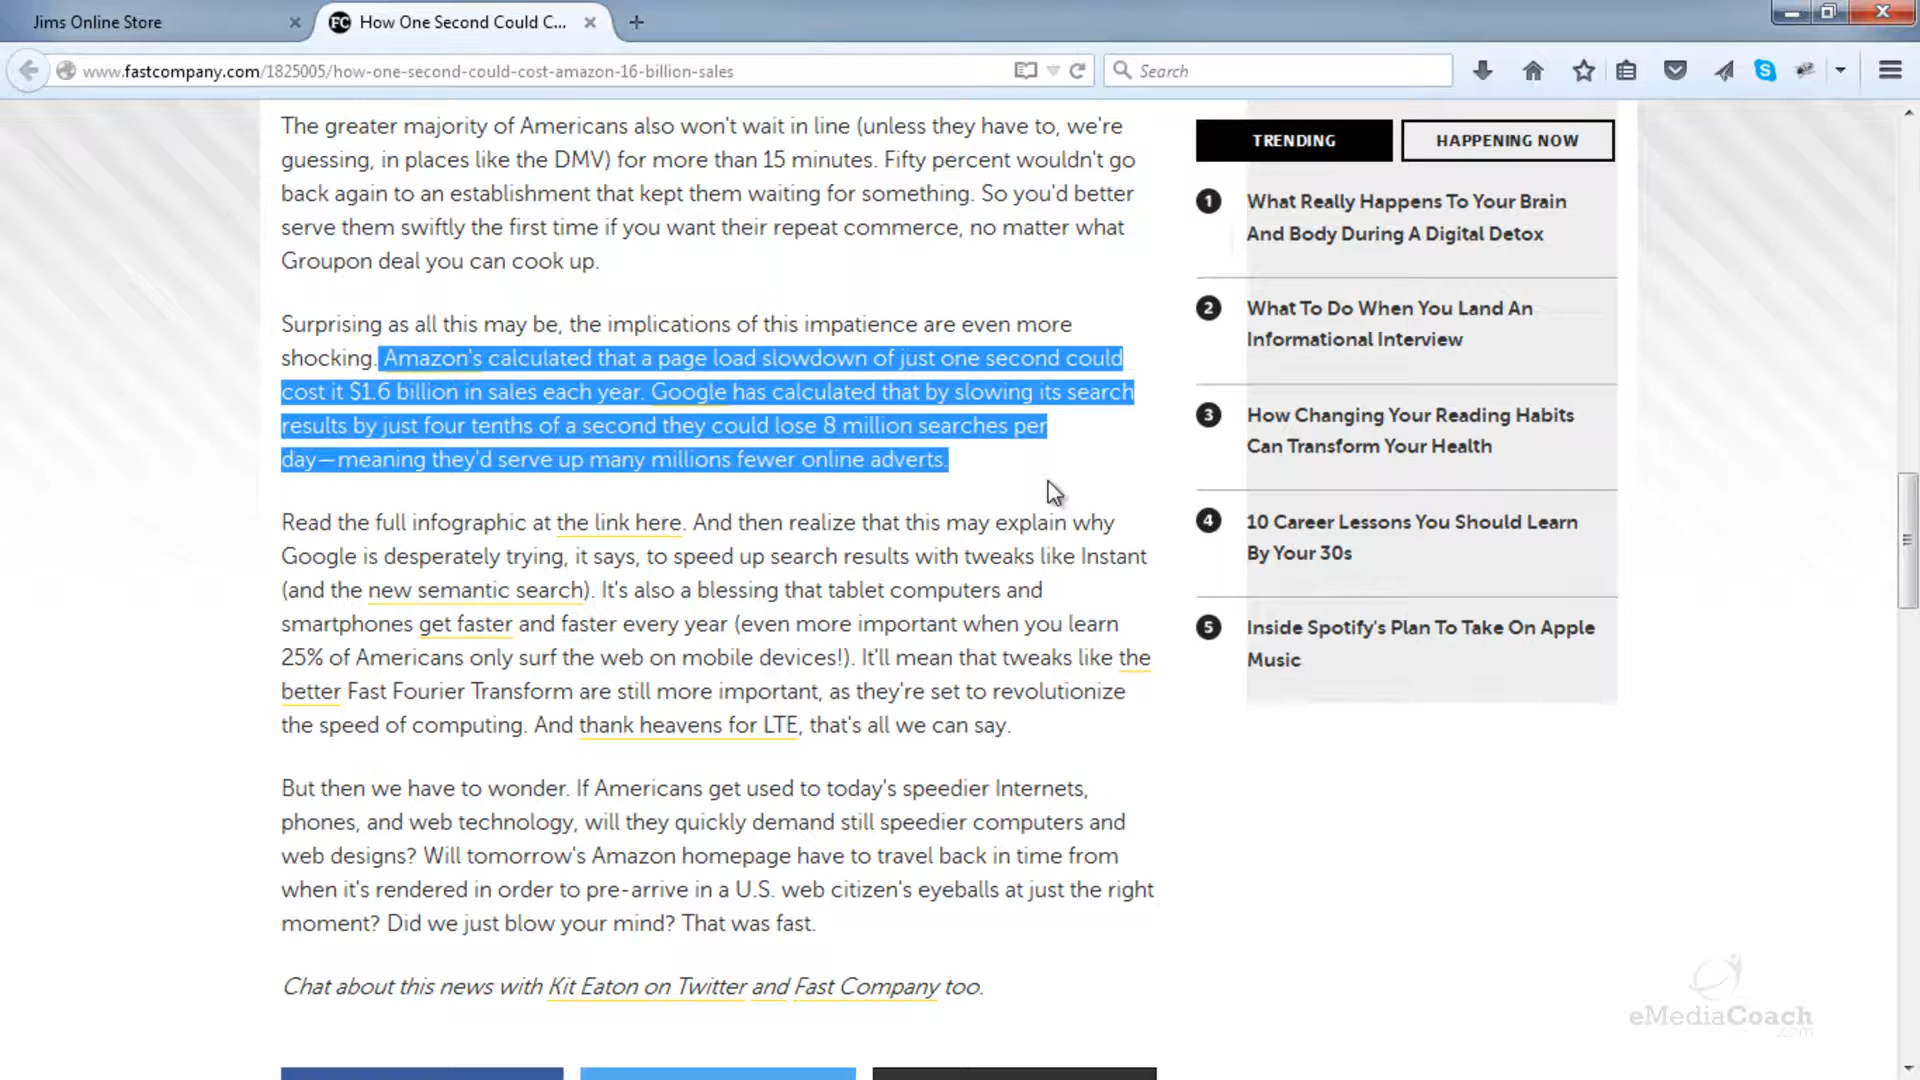 Jims Online Store
FC How One Second Could C...
www.fastcompany.com/1825005/how-one-second-could-cost-amazon-16-billion-sales
Search
The greater majority of Americans also won't wait in line (unless they have to, we're
guessing, in places like the DMV) for more than 15 minutes. Fifty percent wouldn't go
back again to an establishment that kept them waiting for something. So you'd better
serve them swiftly the first time if you want their repeat commerce, no matter what
Groupon deal you can cook up.
Surprising as all this may be, the implications of this impatience are even more
shocking. Amazon's calculated that a page load slowdown of just one second could
cost it $1.6 billion in sales each year. Google has calculated that by slowing its search
results by just four tenths of a second they could lose 8 million searches per
day—meaning they'd serve up many millions fewer online adverts.
Read the full infographic at the link here. And then realize that this may explain why
Google is desperately trying, it says, to speed up search results with tweaks like Instant
(and the new semantic search). It's also a blessing that tablet computers and
smartphones get faster and faster every year (even more important when you learn
25% of Americans only surf the web on mobile devices!). It'll mean that tweaks like the
better Fast Fourier Transform are still more important, as they're set to revolutionize
the speed of computing. And thank heavens for LTE, that's all we can say.
But then we have to wonder. If Americans get used to today's speedier Internets,
phones, and web technology, will they quickly demand still speedier computers and
web designs? Will tomorrow's Amazon homepage have to travel back in time from
when it's rendered in order to pre-arrive in a U.S. web citizen's eyeballs at just the right
moment? Did we just blow your mind? That was fast.
Chat about this news with Kit Eaton on Twitter and Fast Company too.
TRENDING
HAPPENING NOW
1 What Really Happens To Your Brain
And Body During A Digital Detox
2 What To Do When You Land An
Informational Interview
3 How Changing Your Reading Habits
Can Transform Your Health
4 10 Career Lessons You Should Learn
By Your 30s
5 Inside Spotify's Plan To Take On Apple
Music
eMediaCoach
.com